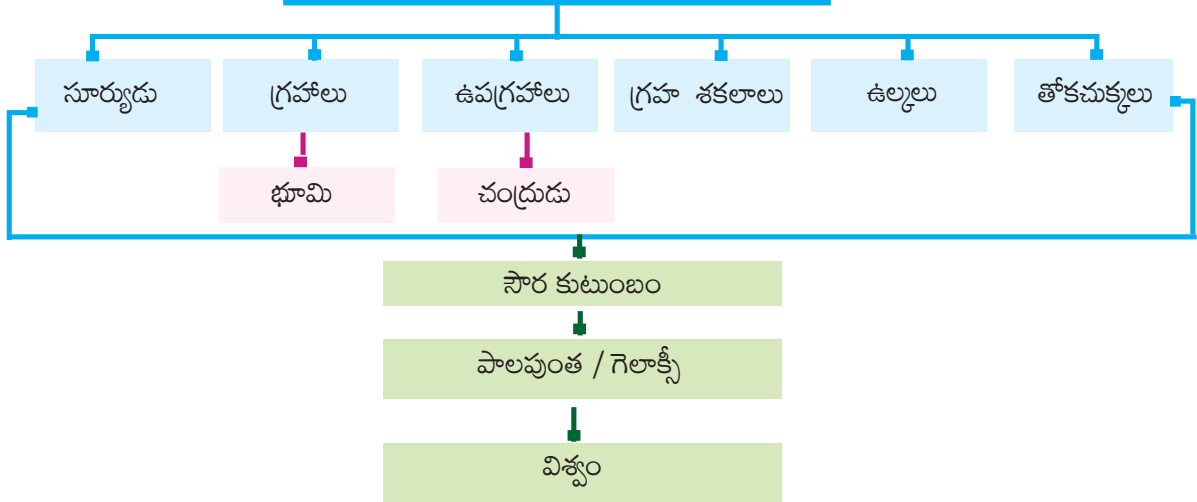 సూర్యుడు
గ్రహాలు
ఉపగ్రహాలు
గ్రహ శకలాలు
ఉల్కలు
తోకచుక్కలు
భూమి
చంద్రుడు
సౌర కుటుంబం
పాలపుంత / గెలాక్సీ
విశ్వం